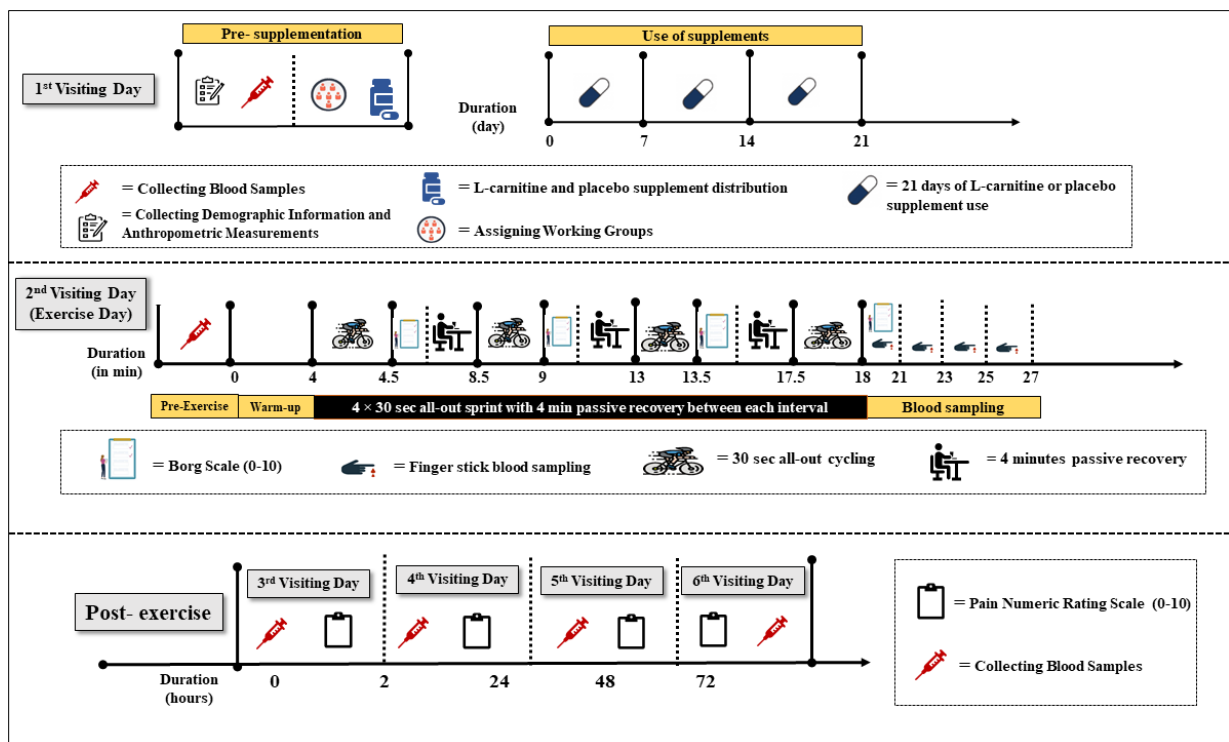 Pre- supplementation
Use of supplements
1st Visiting Day
Duration
(day)
0 7 14 21
= Collecting Blood Samples
= Collecting Demographic Information and
Anthropometric Measurements
= L-carnitine and placebo supplement distribution
= Assigning Working Groups
= 21 days of L-carnitine or placebo
supplement use
2nd Visiting Day
(Exercise Day)
Duration
(in min)
0 4 4.5 8.5 9 13 13.5 17.5 18 21 23 25 27
Pre-Exercise
Warm-up
4 × 30 sec all-out sprint with 4 min passive recovery between each interval
Blood sampling
= Borg Scale (0-10)
= Finger stick blood sampling
= 30 sec all-out cycling
= 4 minutes passive recovery
Post- exercise
3rd Visiting Day
4th Visiting Day
5th Visiting Day
6th Visiting Day
Duration
(hours)
0 2 24 48 72
= Pain Numeric Rating Scale (0-10)
= Collecting Blood Samples